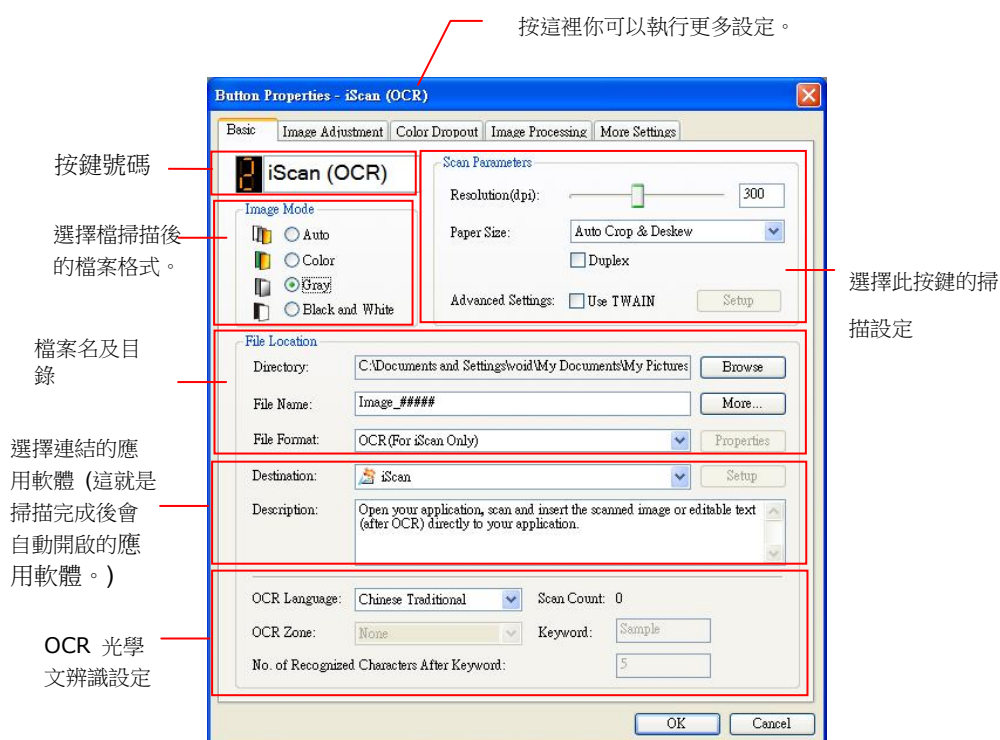 按這裡你可以執行更多設定。
Button Properties - iScan (OCR)
Basic Image Adjustment Color Dropout Image Processing More Settings
按鍵號碼
2 iScan (OCR)
Image Mode
Auto
Color
Gray
Black and White
選擇檔掃描後
的檔案格式。
Scan Parameters
Resolution(dpi): 300
Paper Size: Auto Crop & Deskew
Duplex
Advanced Settings: Use TWAIN Setup
選擇此按鍵的掃
描設定
檔案名及目
錄
File Location
Directory: C:\Documents and Settings\void\My Documents\My Pictures Browse
File Name: Image_##### More...
File Format: OCR(For iScan Only) Properties
選擇連結的應
用軟體 (這就是
掃描完成後會
自動開啟的應
用軟體。)
Destination: iScan Setup
Description: Open your application, scan and insert the scanned image or editable text
(after OCR) directly to your application.
OCR 光學
文辨識設定
OCR Language: Chinese Traditional Scan Count: 0
OCR Zone: None Keyword: Sample
No. of Recognized Characters After Keyword: 5
OK Cancel